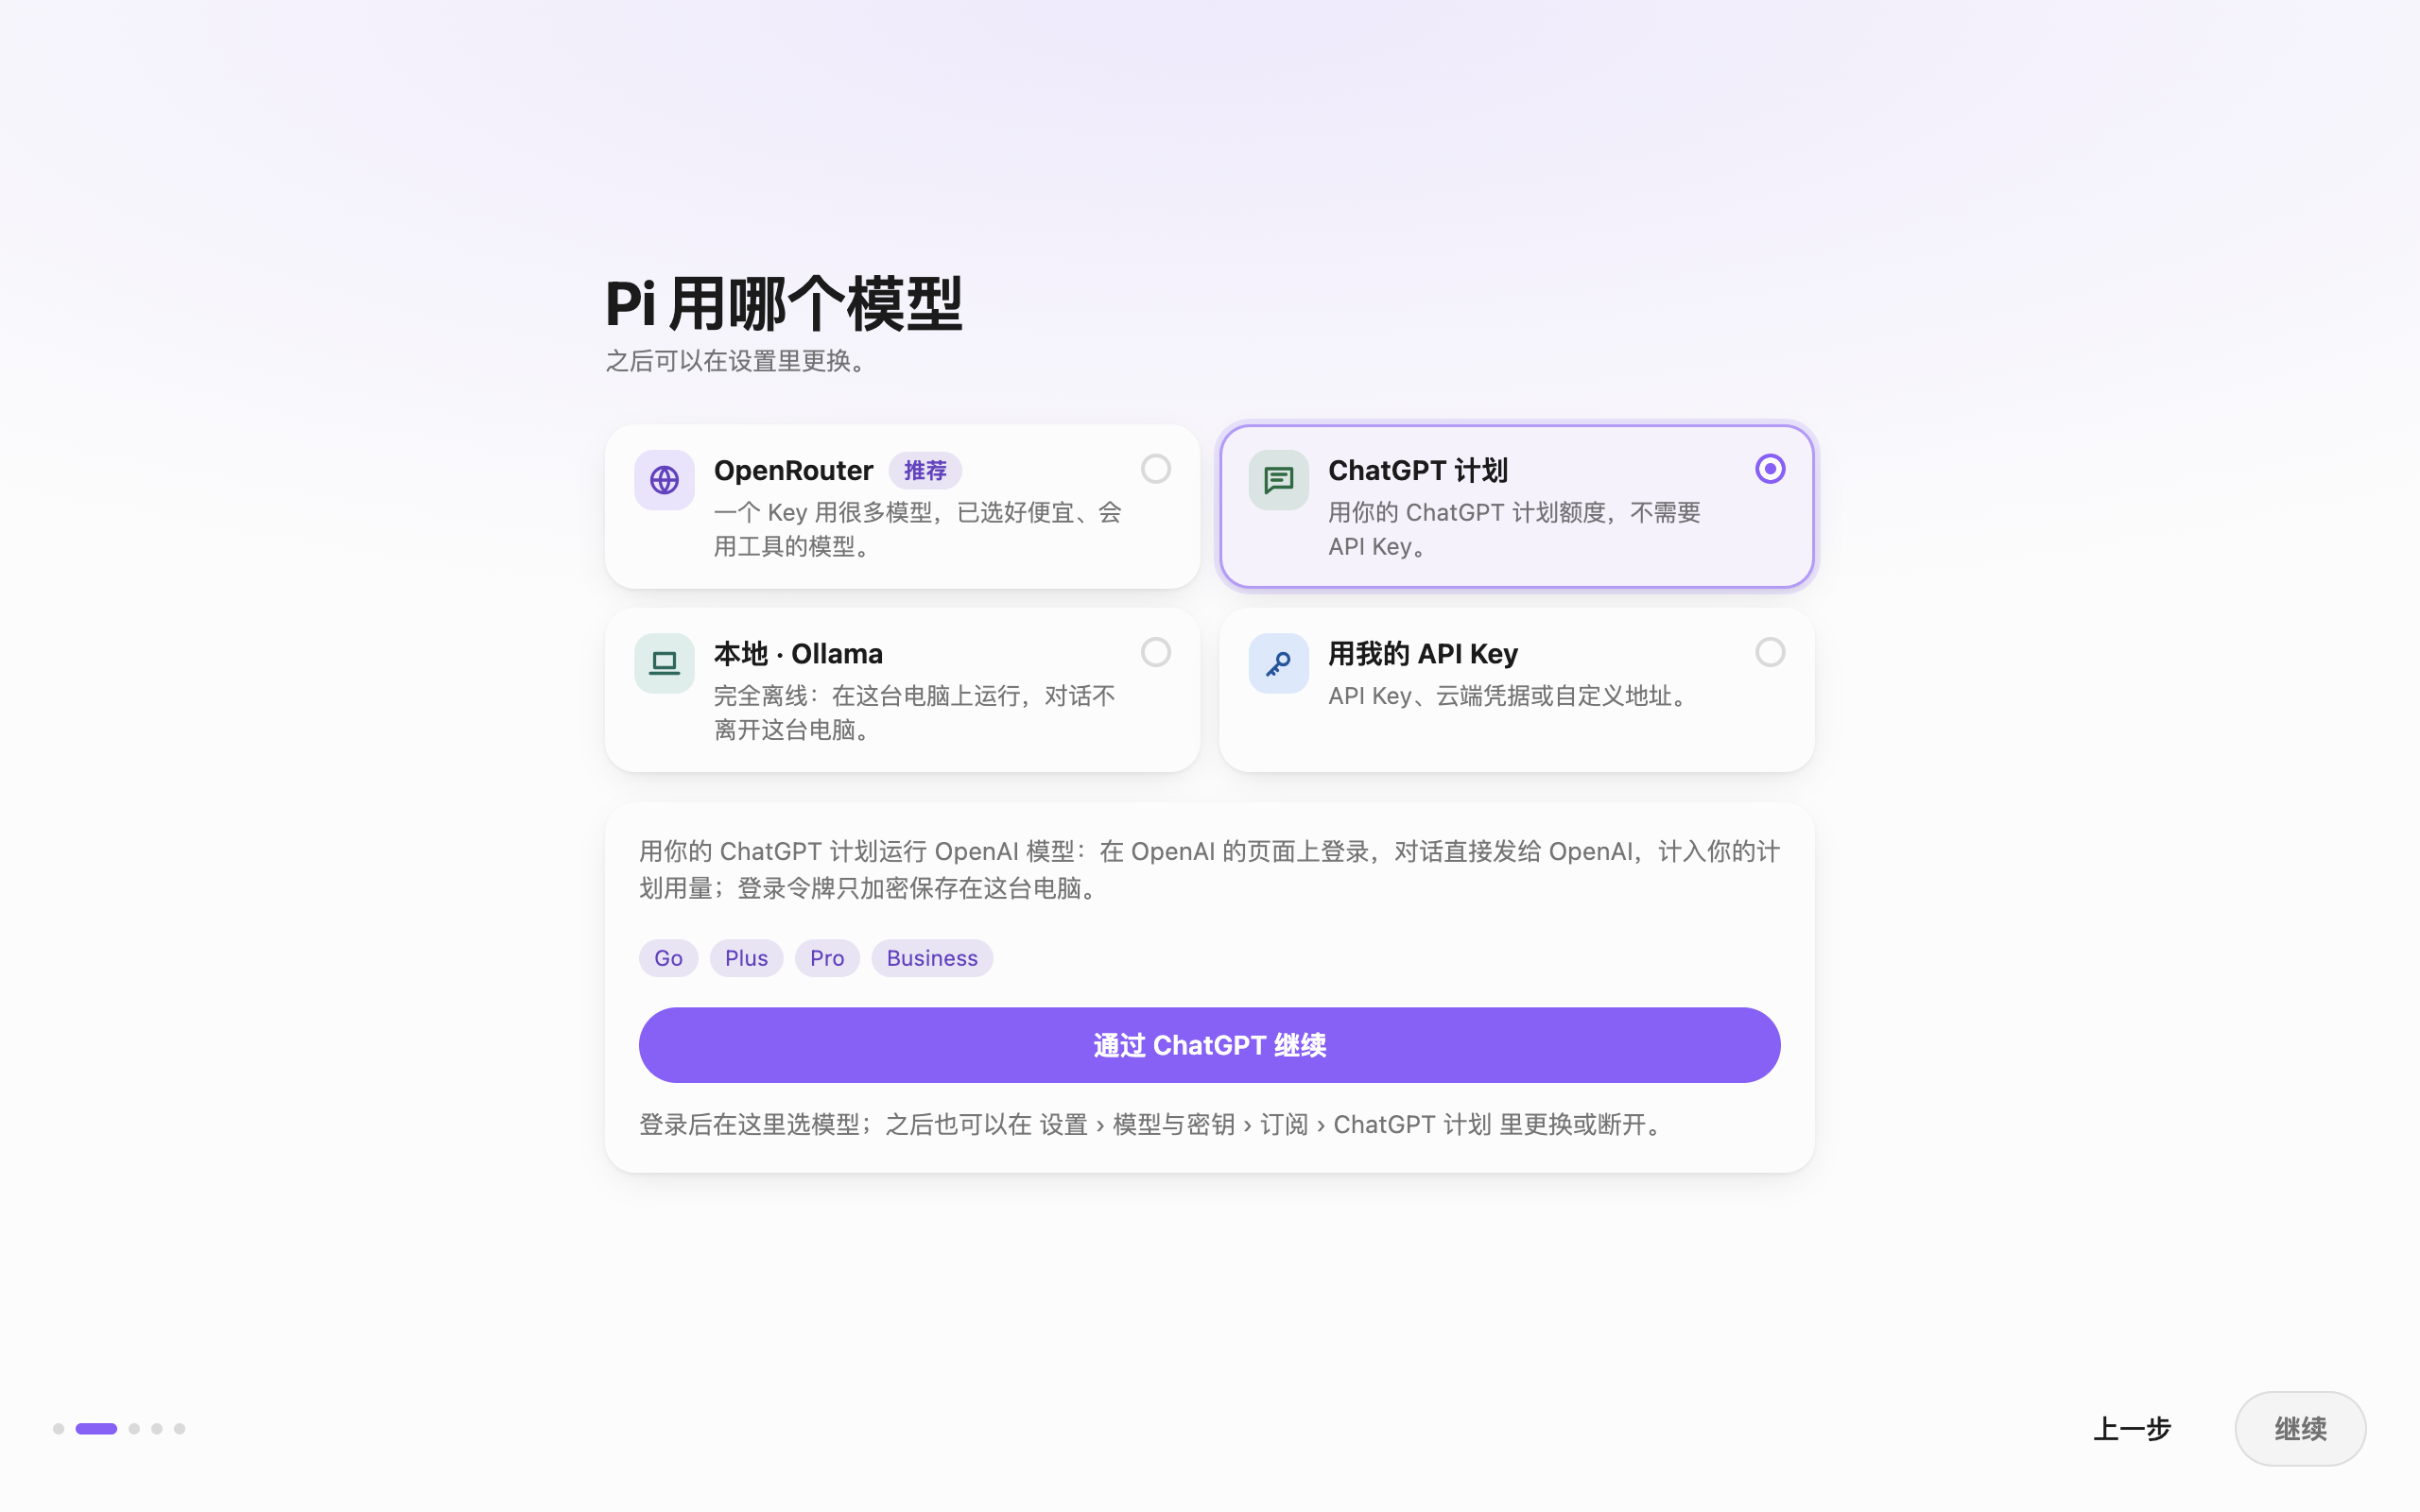 Pi 用哪个模型
之后可以在设置里更换。
OpenRouter 推荐
一个 Key 用很多模型，已选好便宜、会
用工具的模型。
ChatGPT 计划
用你的 ChatGPT 计划额度，不需要
API Key。
本地 · Ollama
完全离线：在这台电脑上运行，对话不
离开这台电脑。
用我的 API Key
API Key、云端凭据或自定义地址。
用你的 ChatGPT 计划运行 OpenAI 模型：在 OpenAI 的页面上登录，对话直接发给 OpenAI，计入你的计
划用量；登录令牌只加密保存在这台电脑。
Go Plus Pro Business
通过 ChatGPT 继续
登录后在这里选模型；之后也可以在 设置 › 模型与密钥 › 订阅 › ChatGPT 计划 里更换或断开。
上一步 继续